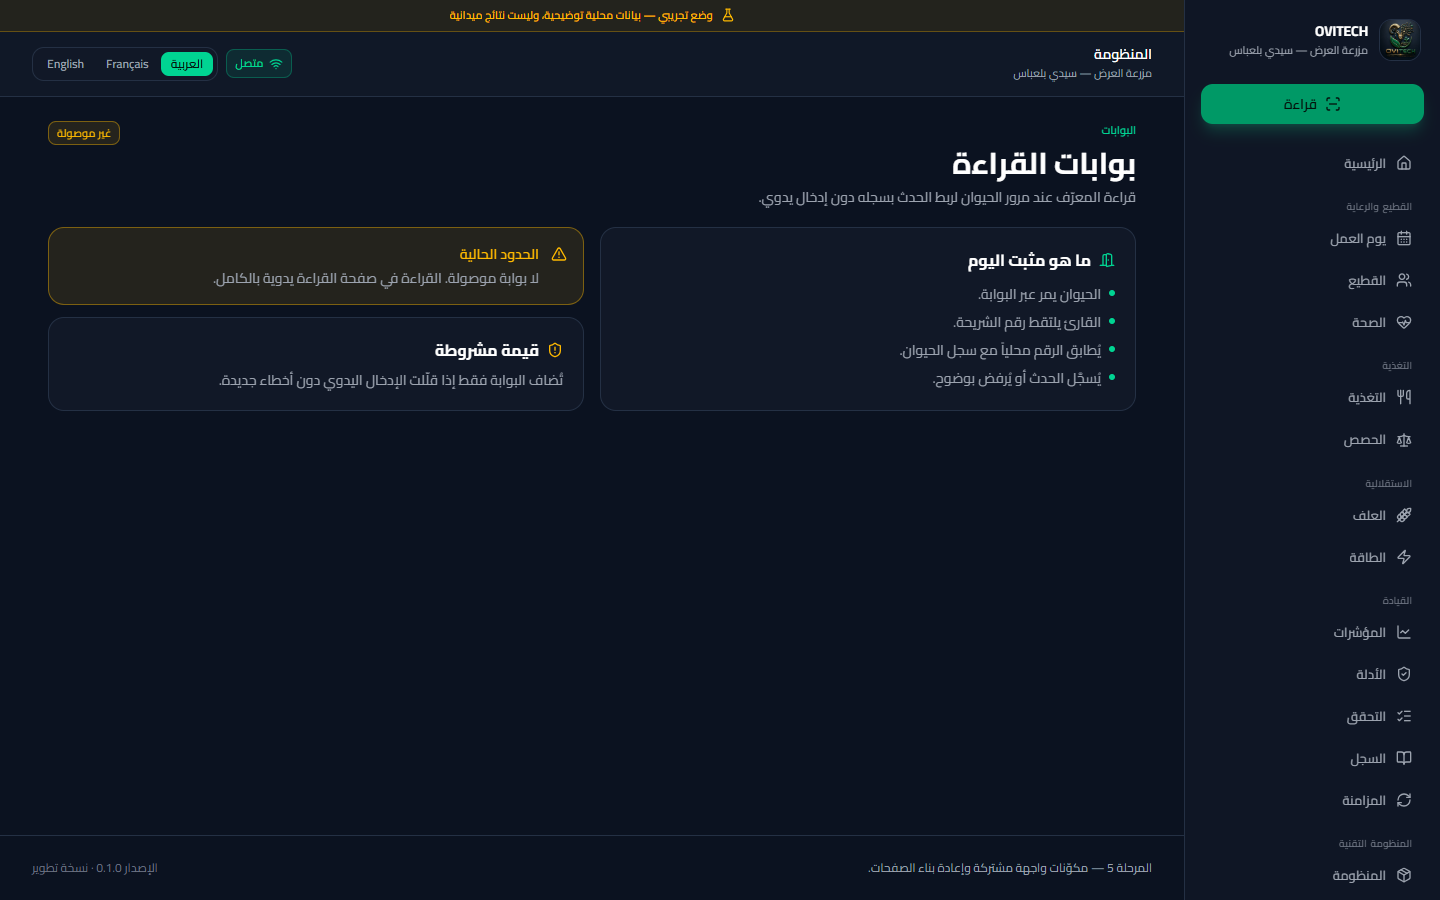 وضع تجريبي — بيانات محلية توضيحية، وليست نتائج ميدانية
OVITECH
مزرعة العرض — سيدي بلعباس
قراءة
الرئيسية
القطيع والرعاية
يوم العمل
القطيع
الصحة
التغذية
التغذية
الحصص
الاستقلالية
العلف
الطاقة
القيادة
المؤشرات
الأدلة
التحقق
السجل
المزامنة
المنظومة التقنية
المنظومة
المنظومة
مزرعة العرض — سيدي بلعباس
متصل
العربية
Français
English
البوابات
بوابات القراءة
قراءة المعرّف عند مرور الحيوان لربط الحدث بسجله دون إدخال يدوي.
غير موصولة
ما هو مثبت اليوم
الحيوان يمر عبر البوابة.
القارئ يلتقط رقم الشريحة.
يُطابق الرقم محلياً مع سجل الحيوان.
يُسجَّل الحدث أو يُرفض بوضوح.
الحدود الحالية
لا بوابة موصولة. القراءة في صفحة القراءة يدوية بالكامل.
قيمة مشروطة
تُضاف البوابة فقط إذا قلّلت الإدخال اليدوي دون أخطاء جديدة.
المرحلة 5 — مكوّنات واجهة مشتركة وإعادة بناء الصفحات.
الإصدار 0.1.0 · نسخة تطوير